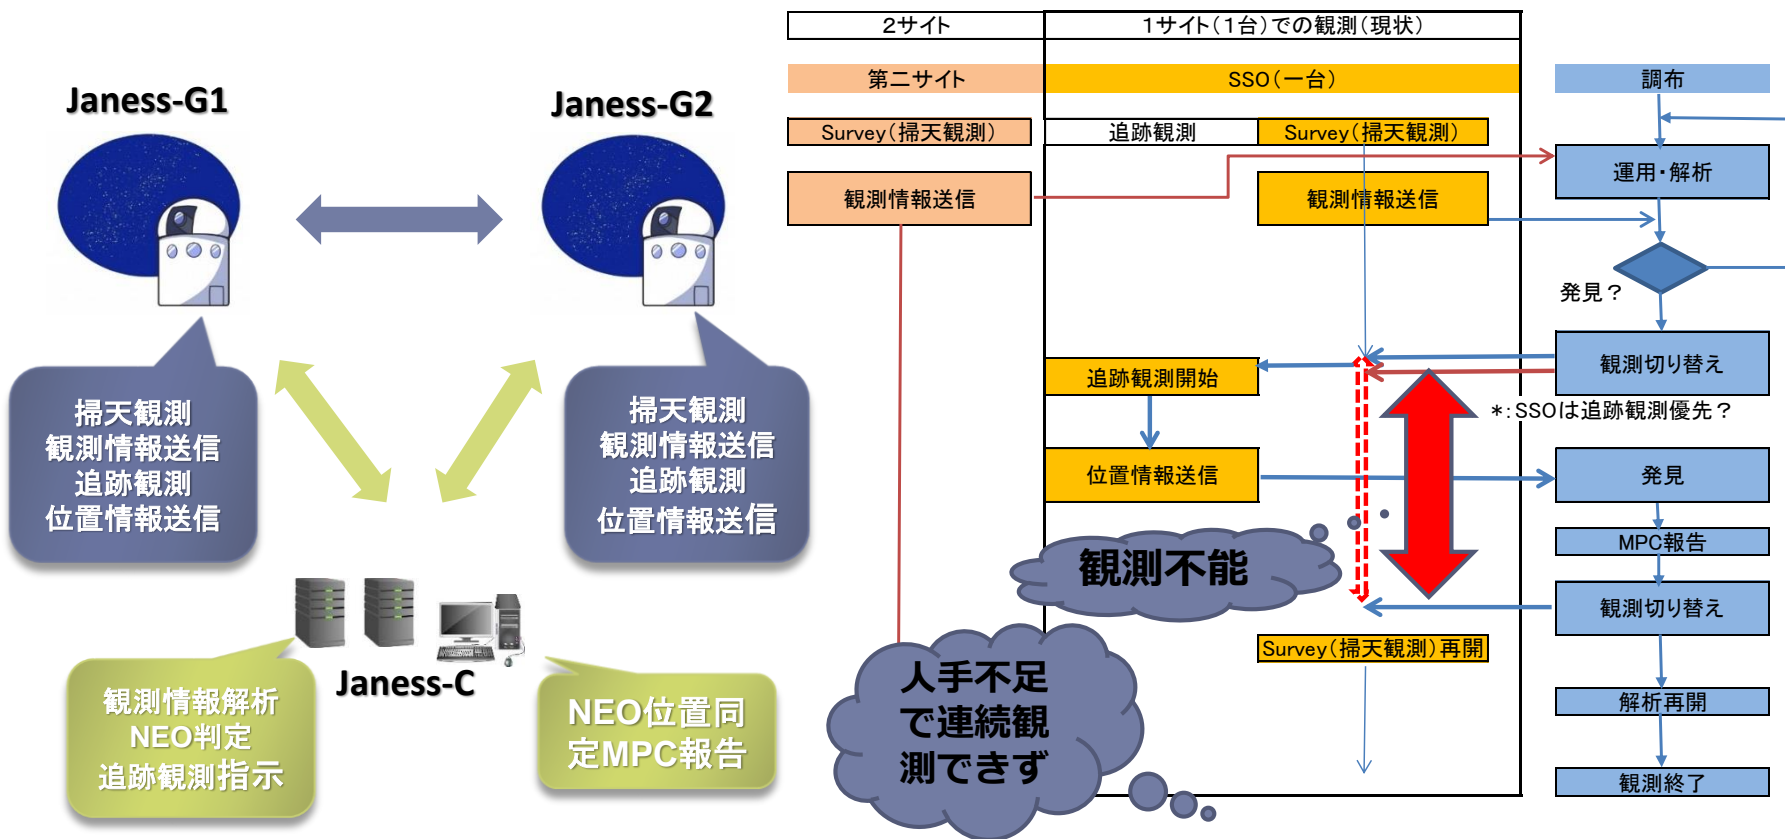 Janess-G1
Janess-G2
掃天観測
観測情報送信
追跡観測
位置情報送信
掃天観測
観測情報送信
追跡観測
位置情報送信
Janess-C
観測情報解析
NEO判定
追跡観測指示
NEO位置同
定MPC報告
2サイト
1サイト(1台)での観測(現状)
第二サイト
SSO(一台)
調布
Survey(掃天観測)
追跡観測
Survey(掃天観測)
観測情報送信
観測情報送信
運用・解析
発見?
追跡観測開始
観測切り替え
*:SSOは追跡観測優先?
位置情報送信
発見
観測不能
MPC報告
観測切り替え
Survey(掃天観測)再開
人手不足
で連続観
測できず
解析再開
観測終了